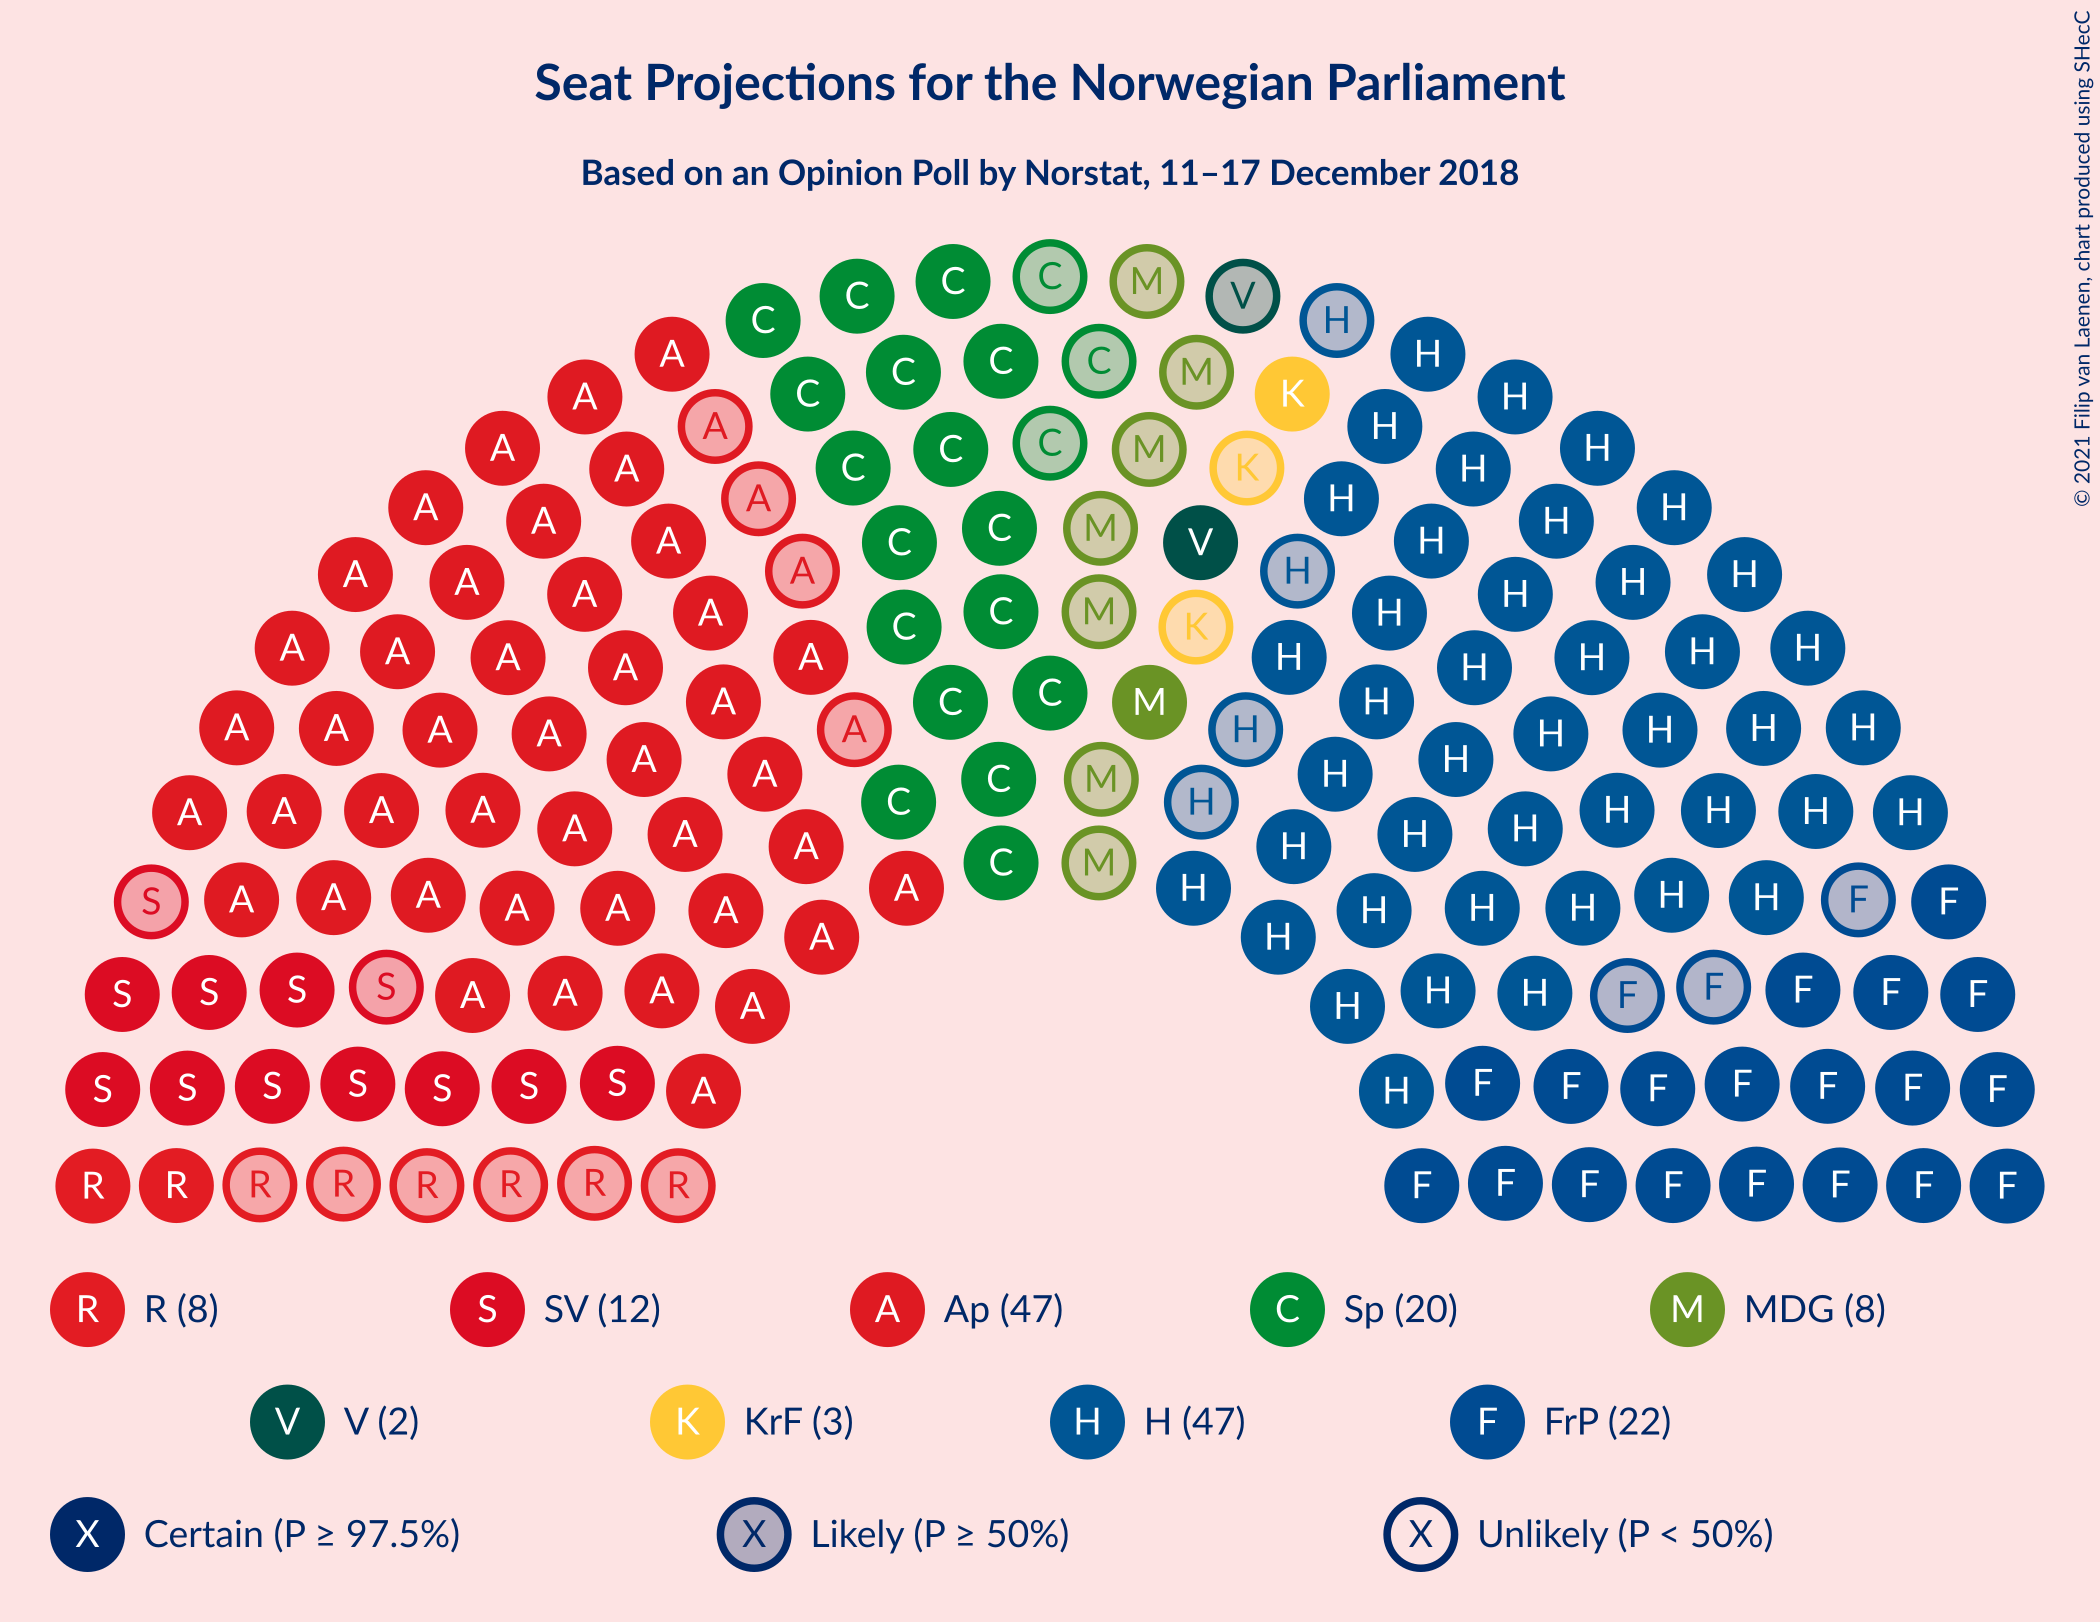 Seat Projections for the Norwegian Parliament
Based on an Opinion Poll by Norstat, 11–17 December 2018
© 2021 Filip van Laenen, chart produced using SHecC
C C C C M V H
A C C C C M K H
A A C C C M K H H
A A A C C M V H H H
A A A A C C M K H H H H
A A A A A C C M H H H H H
A A A A A A C C M H H H H H H
A A A A A A A C M H H H H H H H
S A A A A A A A A H H H H H H H F F
S S S S A A A A H H H F F F F F
S S S S S S S A H F F F F F F F
R R R R R R R R F F F F F F F F
R R (8) S SV (12) A Ap (47) C Sp (20) M MDG (8)
V V (2) K KrF (3) H H (47) F FrP (22)
X Certain (P ≥ 97.5%) X Likely (P ≥ 50%) X Unlikely (P < 50%)